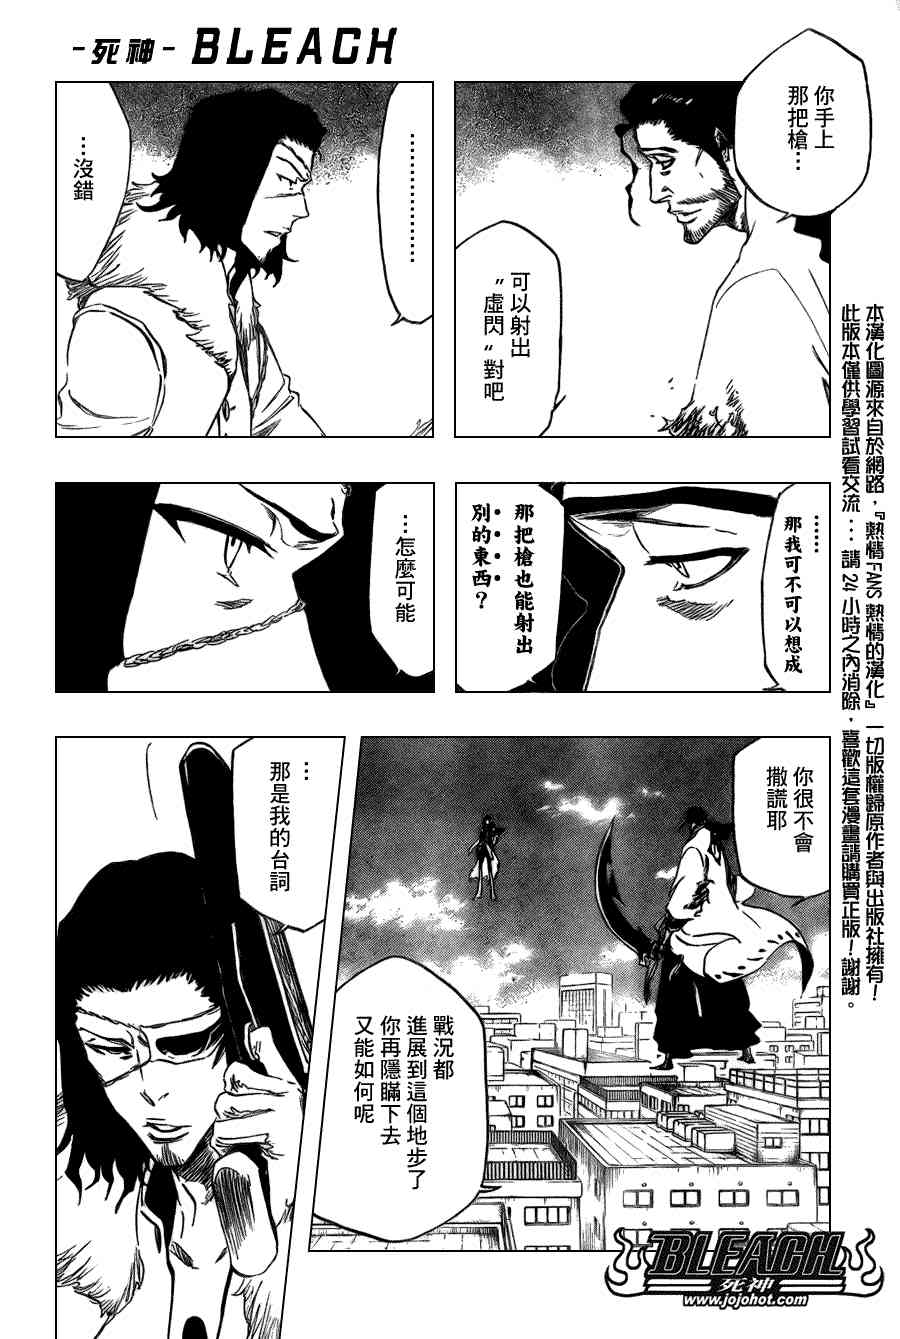 -死神- BLEACH
你手上
那把槍…
可以射出
〝虛閃〞對吧
…………
…沒錯
……
那我可不可以想成
那把槍也能射出
別的東西？
…怎麼可能
你很不會
撒謊耶
戰況都
進展到這個地步了
你再隱瞞下去
又能如何呢
…
那是我的台詞
本漢化圖源來自於網路，『熱情FANS 熱情的漢化』一切版權歸原作者與出版社擁有！
此版本僅供學習試看交流… 請24小時之內消除，喜歡這套漫畫請購買正版！謝謝。
BLEACH
死神
www.jojohot.com